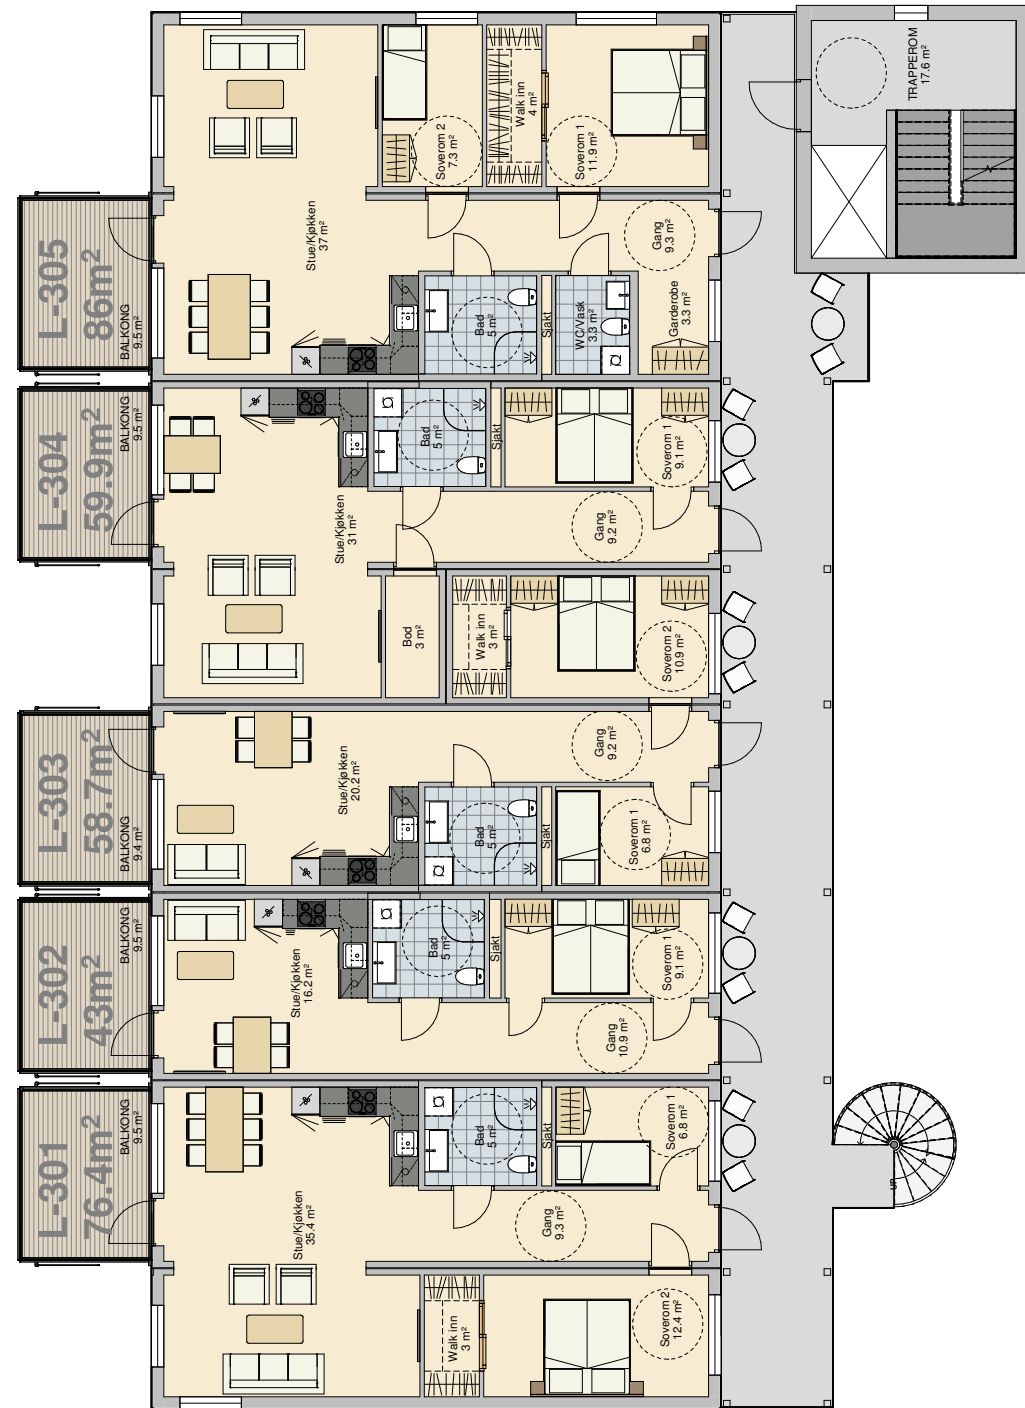 TRAPPEROM
17.6 m²
Soverom 2
7.3 m²
Walk inn
4 m²
Soverom 1
11.9 m²
L-305
86m²
BALKONG
9.5 m²
Stue/Kjøkken
37 m²
Gang
9.3 m²
Bad
5 m²
Sjakt
WC/Vask
3.3 m²
Garderobe
3.3 m²
L-304
59.9m²
BALKONG
9.5 m²
Bad
5 m²
Sjakt
Soverom 1
9.1 m²
Stue/Kjøkken
31 m²
Gang
9.2 m²
Bod
3 m²
Walk inn
3 m²
Soverom 2
10.9 m²
L-303
58.7m²
BALKONG
9.4 m²
Stue/Kjøkken
20.2 m²
Gang
9.2 m²
Bad
5 m²
Sjakt
Soverom 1
6.8 m²
L-302
43m²
BALKONG
9.5 m²
Stue/Kjøkken
16.2 m²
Bad
5 m²
Sjakt
Soverom 1
9.1 m²
Gang
10.9 m²
L-301
76.4m²
BALKONG
9.5 m²
Bad
5 m²
Sjakt
Soverom 1
6.8 m²
Stue/Kjøkken
35.4 m²
Gang
9.3 m²
Walk inn
3 m²
Soverom 2
12.4 m²
UP